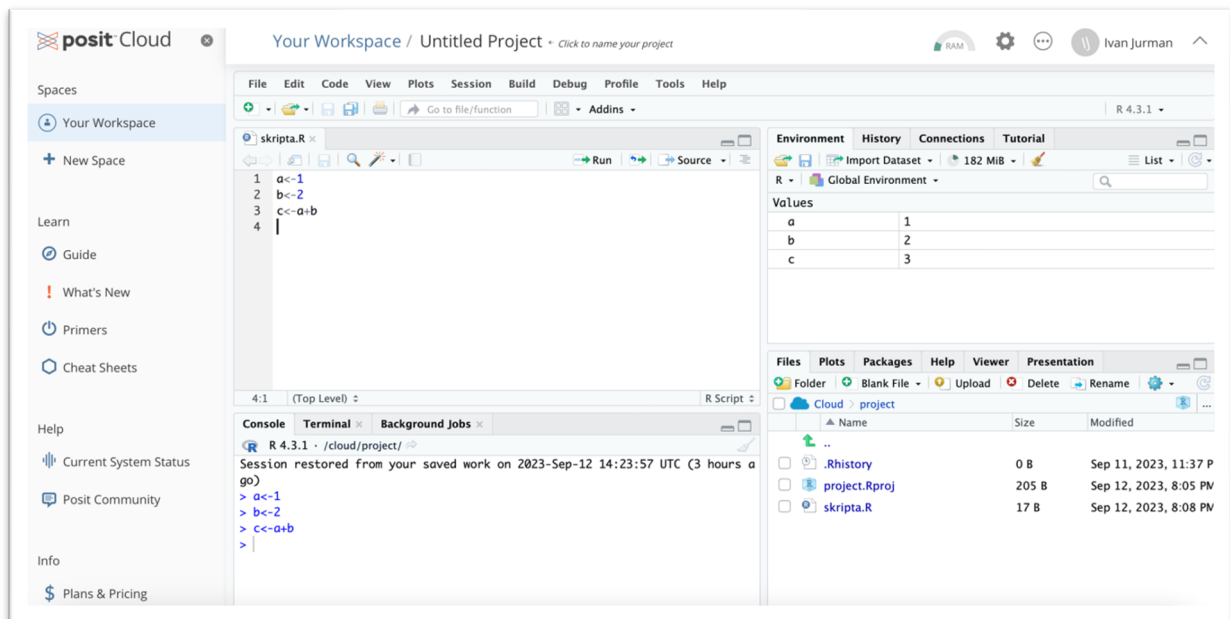 posit Cloud
Your Workspace / Untitled Project • Click to name your project
RAM
IJ
Ivan Jurman
Spaces
Your Workspace
New Space
Learn
Guide
What's New
Primers
Cheat Sheets
Help
Current System Status
Posit Community
Info
$ Plans & Pricing
File Edit Code View Plots Session Build Debug Profile Tools Help
Go to file/function
Addins
R 4.3.1
skripta.R
Run
Source
1 a<-1
2 b<-2
3 c<-a+b
4
4:1 (Top Level) R Script
Console Terminal Background Jobs
R 4.3.1 · /cloud/project/
Session restored from your saved work on 2023-Sep-12 14:23:57 UTC (3 hours a
go)
> a<-1
> b<-2
> c<-a+b
>
Environment History Connections Tutorial
Import Dataset 182 MiB List
R Global Environment
Values
a 1
b 2
c 3
Files Plots Packages Help Viewer Presentation
Folder Blank File Upload Delete Rename
Cloud > project ...
Name Size Modified
..
.Rhistory 0 B Sep 11, 2023, 11:37 P
project.Rproj 205 B Sep 12, 2023, 8:05 PM
skripta.R 17 B Sep 12, 2023, 8:08 PM